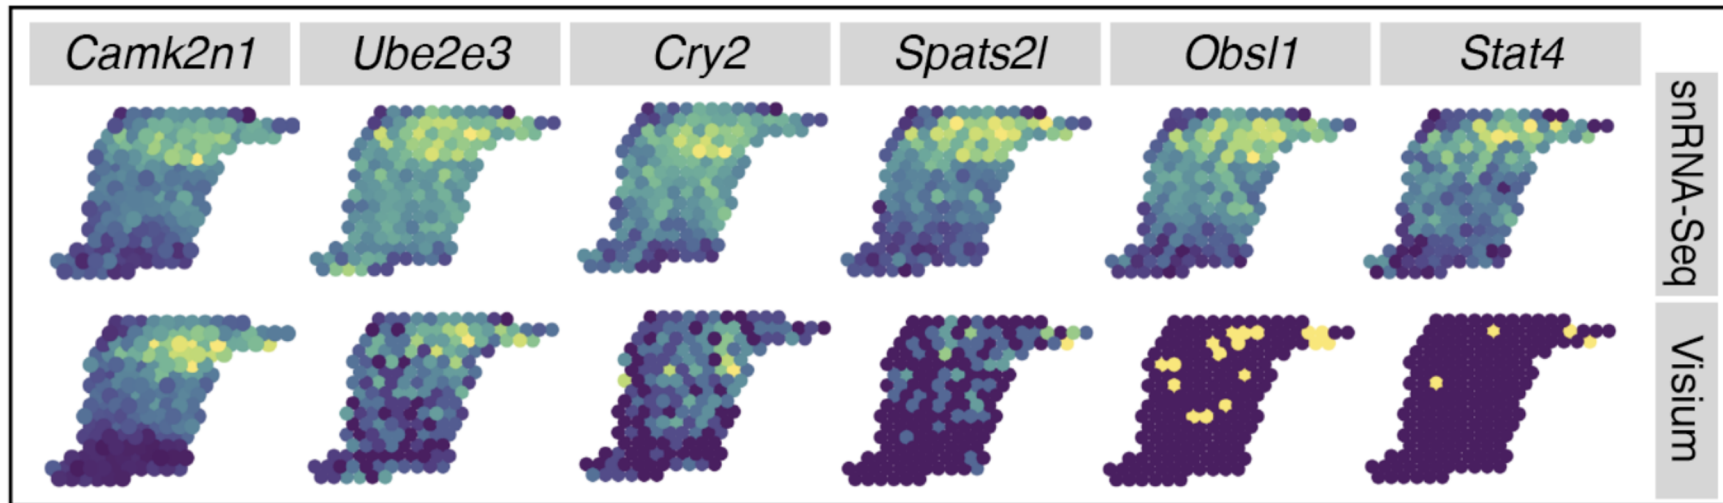 Camk2n1
Ube2e3
Cry2
Spats2l
Obsl1
Stat4
snRNA-Seq
Visium